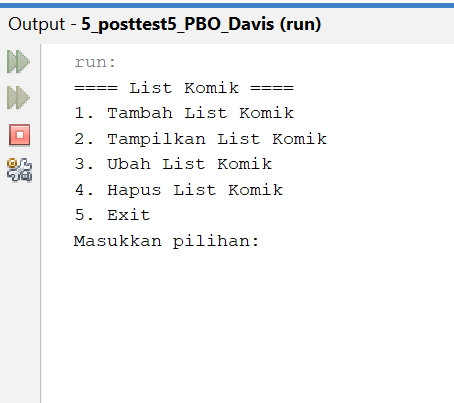 Output - 5_posttest5_PBO_Davis (run)
run:
==== List Komik ====
1. Tambah List Komik
2. Tampilkan List Komik
3. Ubah List Komik
4. Hapus List Komik
5. Exit
Masukkan pilihan: